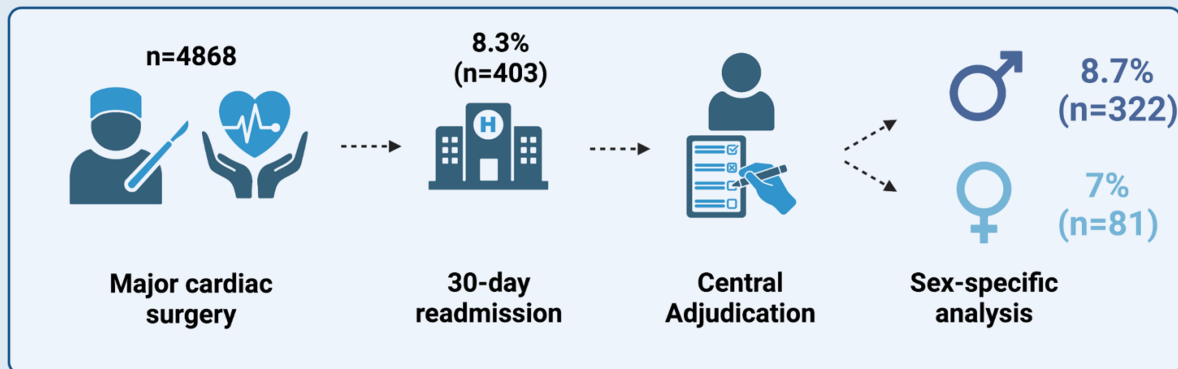 n=4868
8.3%
(n=403)
H
8.7%
(n=322)
7%
(n=81)
Major cardiac
surgery
30-day
readmission
Central
Adjudication
Sex-specific
analysis